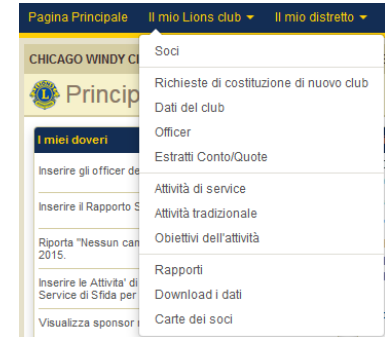 Pagina Principale Il mio Lions club Il mio distretto
CHICAGO WINDY
Soci
Princip
Richieste di costituzione di nuovo club
Dati del club
I miei doveri
Officer
Inserire gli officer de
Estratti Conto/Quote
Inserire il Rapporto S
Attività di service
Attività tradizionale
Riporta "Nessun can
2015.
Obiettivi dell'attività
Inserire le Attivita' di
Service di Sfida per
Rapporti
Download i dati
Visualizza sponsor
Carte dei soci